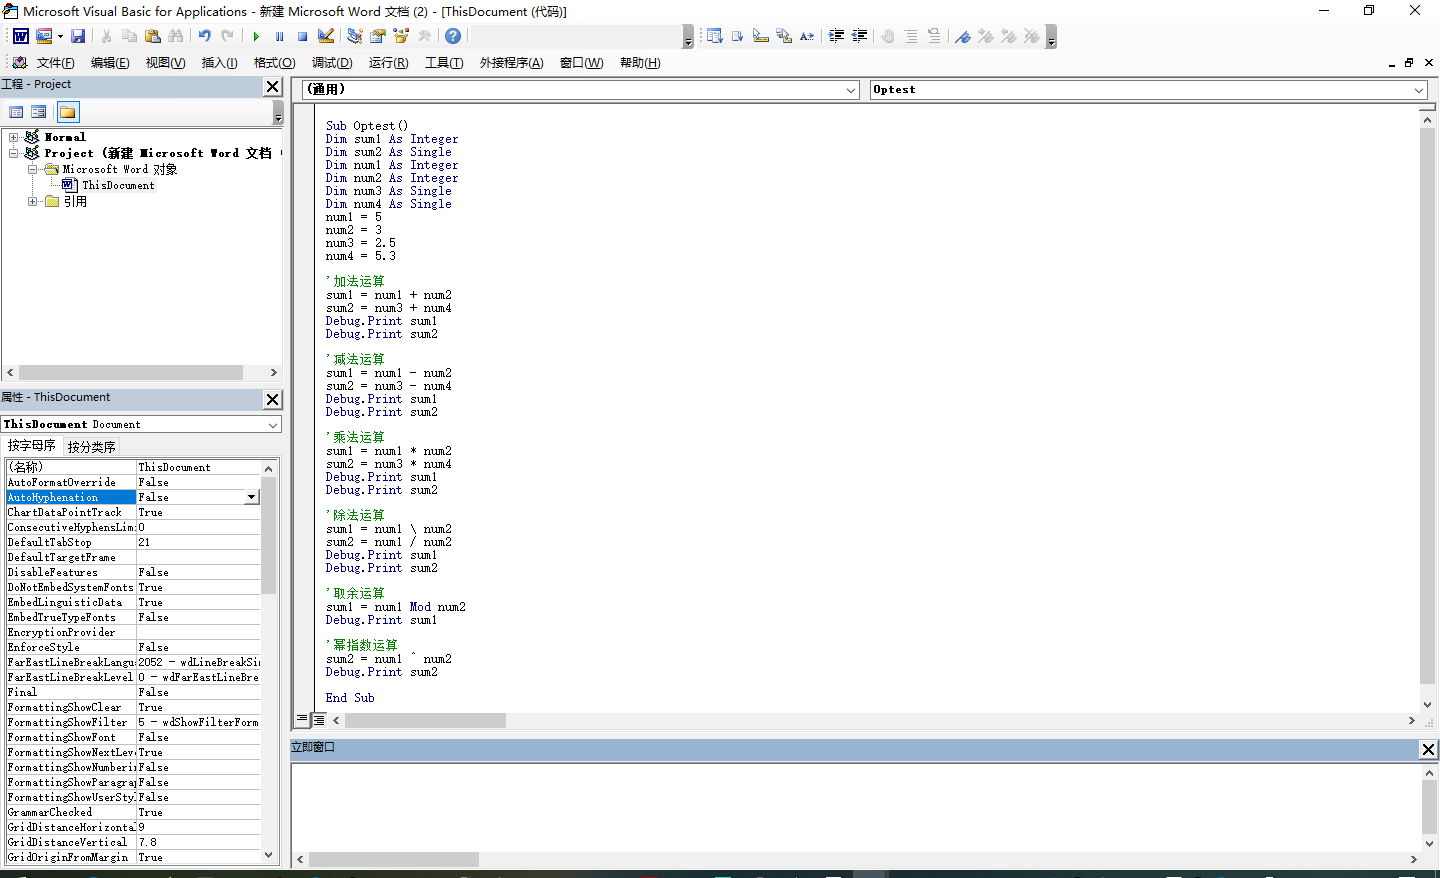 Microsoft Visual Basic for Applications - 新建 Microsoft Word 文档 (2) - [ThisDocument (代码)]
文件(F) 编辑(E) 视图(V) 插入(I) 格式(O) 调试(D) 运行(R) 工具(T) 外接程序(A) 窗口(W) 帮助(H)
工程 - Project
Normal
Project (新建 Microsoft Word 文档
Microsoft Word 对象
ThisDocument
引用
属性 - ThisDocument
ThisDocument Document
按字母序 按分类序
(名称) ThisDocument
AutoFormatOverride False
AutoHyphenation False
ChartDataPointTrack True
ConsecutiveHyphensLim 0
DefaultTabStop 21
DefaultTargetFrame
DisableFeatures False
DoNotEmbedSystemFonts True
EmbedLinguisticData True
EmbedTrueTypeFonts False
EncryptionProvider
EnforceStyle False
FarEastLineBreakLangu 2052 - wdLineBreakSi
FarEastLineBreakLevel 0 - wdFarEastLineBre
Final False
FormattingShowClear True
FormattingShowFilter 5 - wdShowFilterForm
FormattingShowFont False
FormattingShowNextLev True
FormattingShowNumberi False
FormattingShowParagra False
FormattingShowUserSty False
GrammarChecked True
GridDistanceHorizonta 9
GridDistanceVertical 7.8
GridOriginFromMargin True
(通用) Optest
Sub Optest()
Dim sum1 As Integer
Dim sum2 As Single
Dim num1 As Integer
Dim num2 As Integer
Dim num3 As Single
Dim num4 As Single
num1 = 5
num2 = 3
num3 = 2.5
num4 = 5.3
'加法运算
sum1 = num1 + num2
sum2 = num3 + num4
Debug.Print sum1
Debug.Print sum2
'减法运算
sum1 = num1 - num2
sum2 = num3 - num4
Debug.Print sum1
Debug.Print sum2
'乘法运算
sum1 = num1 * num2
sum2 = num3 * num4
Debug.Print sum1
Debug.Print sum2
'除法运算
sum1 = num1 \ num2
sum2 = num1 / num2
Debug.Print sum1
Debug.Print sum2
'取余运算
sum1 = num1 Mod num2
Debug.Print sum1
'幂指数运算
sum2 = num1 ^ num2
Debug.Print sum2
End Sub
立即窗口